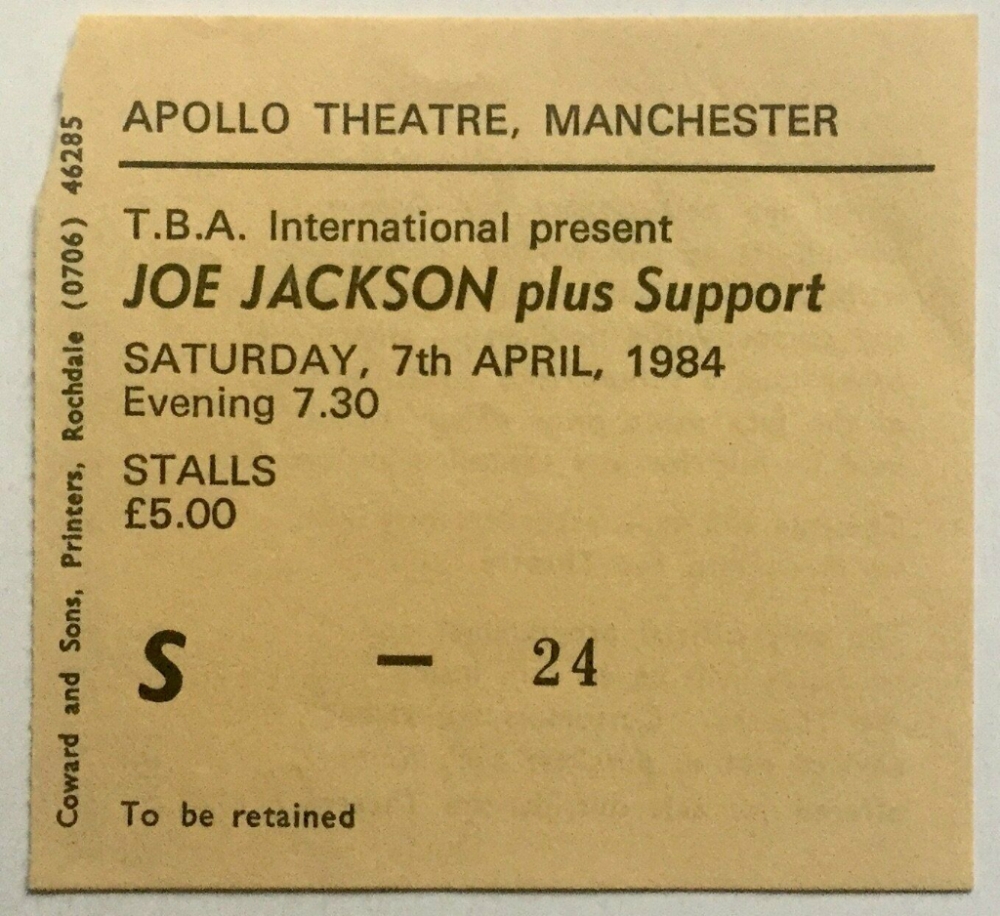 APOLLO THEATRE, MANCHESTER
T.B.A. International present
JOE JACKSON plus Support
SATURDAY, 7th APRIL, 1984
Evening 7.30
STALLS
£5.00
S — 24
To be retained
Coward and Sons, Printers, Rochdale (0706) 46285